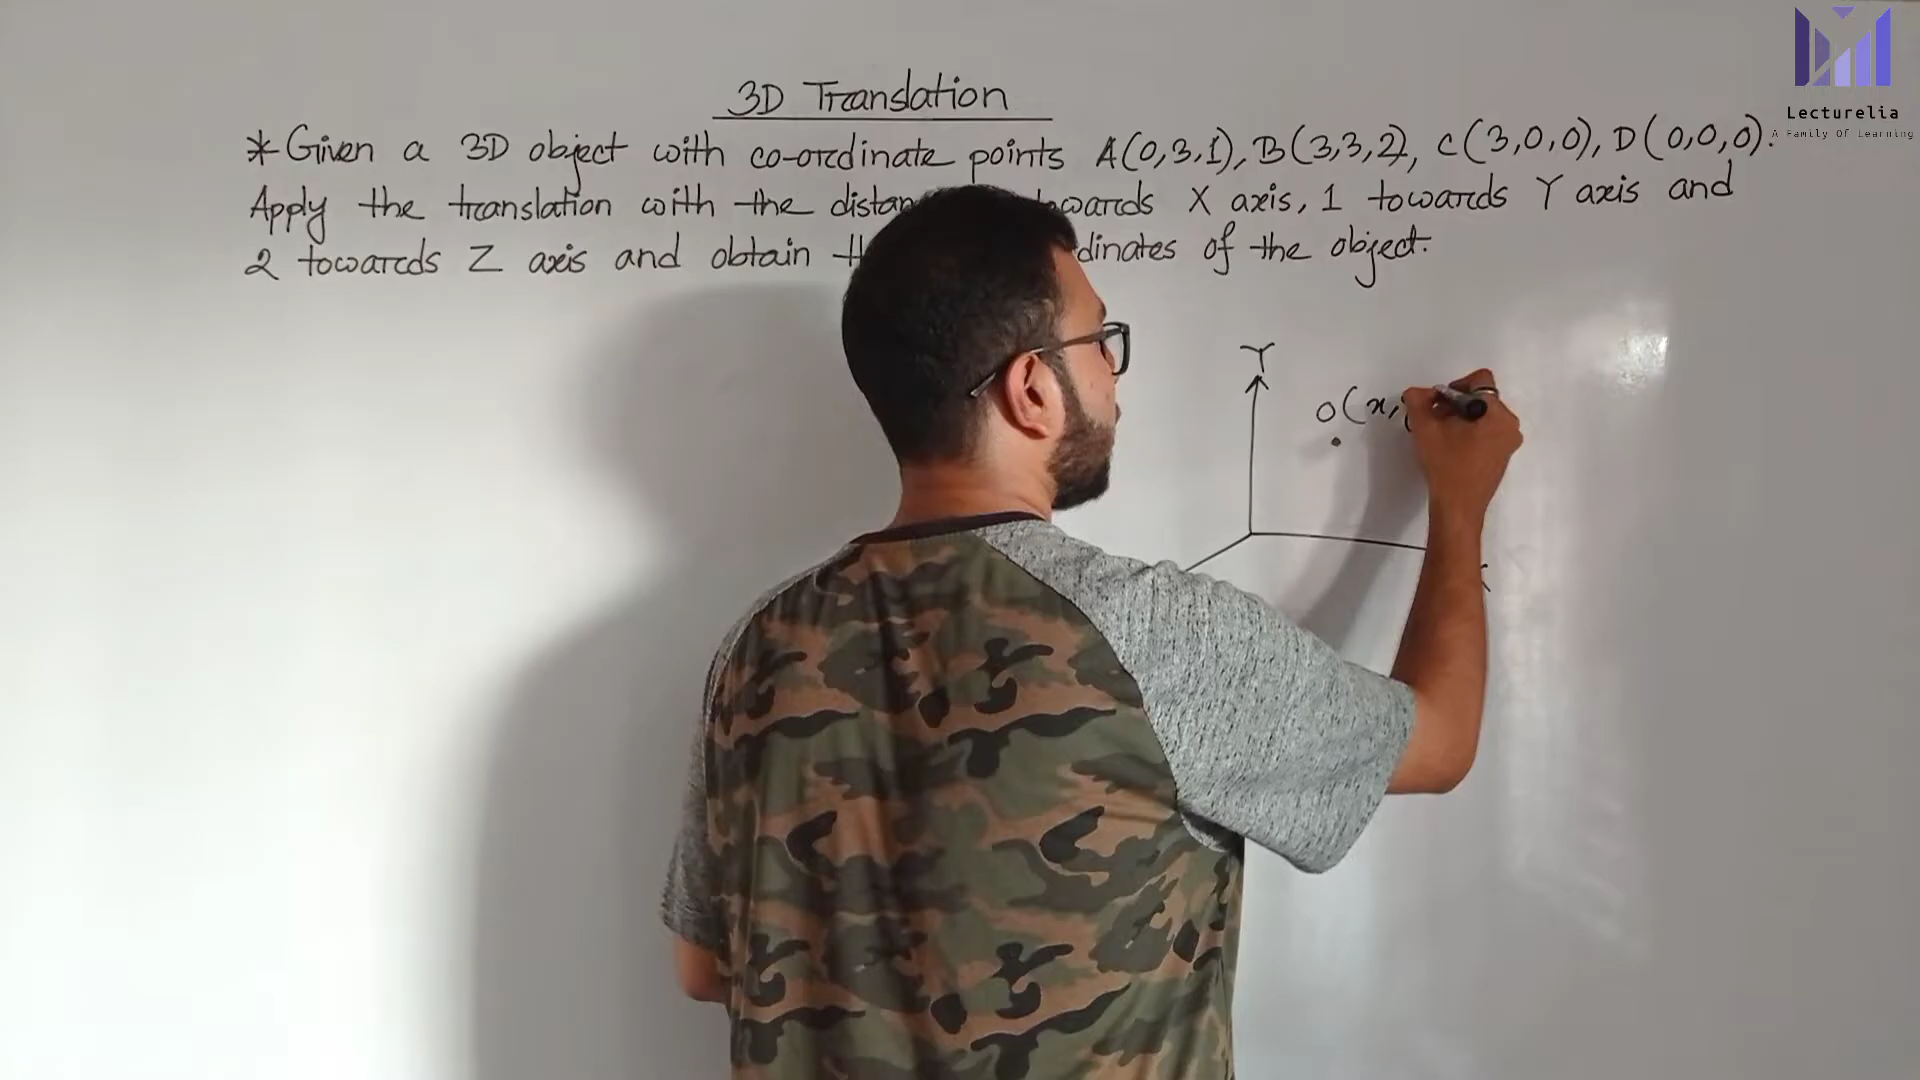 Lecturelia
A Family Of Learning
3D Translation
*Given a 3D object with co-ordinate points A(0,3,1), B(3,3,2), C(3,0,0), D(0,0,0).
Apply the translation with the distan wards X axis, 1 towards Y axis and
2 towards Z axis and obtain th dinates of the object.
Y
O(x,